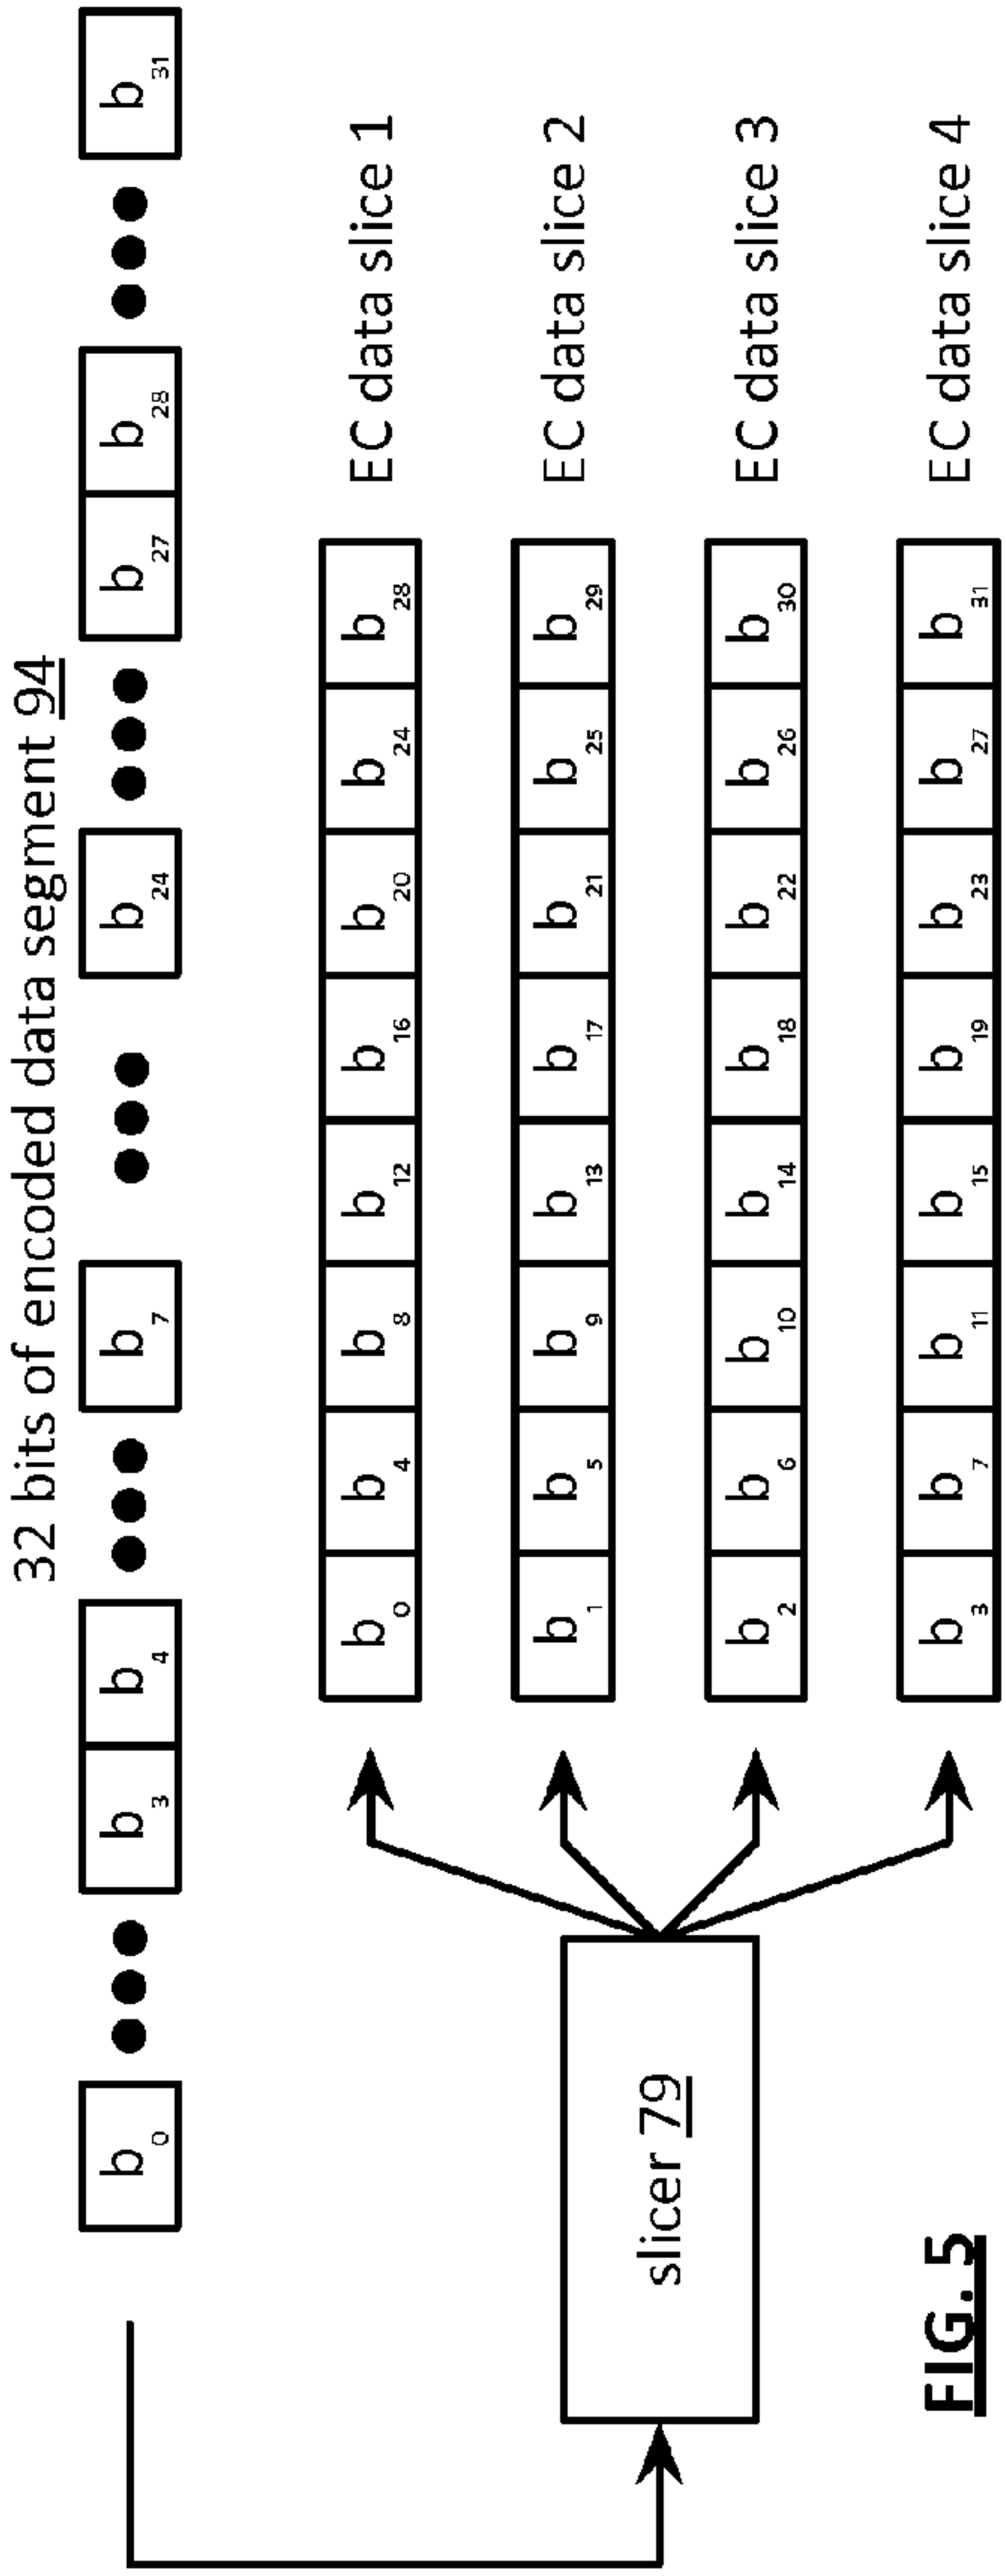 32 bits of encoded data segment 94
b0 ••• b3 b4 ••• b7 ••• b24 ••• b27 b28 ••• b31
b0 b4 b8 b12 b16 b20 b24 b28 EC data slice 1
b1 b5 b9 b13 b17 b21 b25 b29 EC data slice 2
slicer 79
b2 b6 b10 b14 b18 b22 b26 b30 EC data slice 3
b3 b7 b11 b15 b19 b23 b27 b31 EC data slice 4
FIG. 5